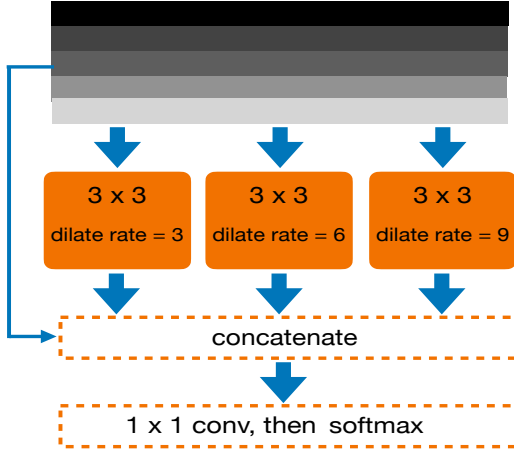 3 x 3
dilate rate = 3
3 x 3
dilate rate = 6
3 x 3
dilate rate = 9
concatenate
1 x 1 conv, then softmax